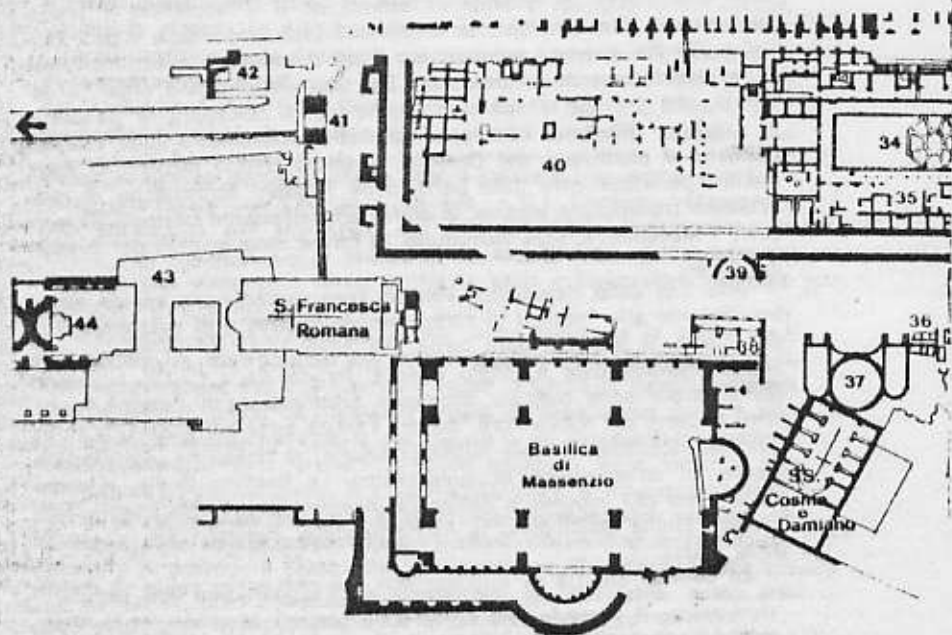 42
41
40
34
35
39
43
44
S. Francesca
Romana
36
37
Basilica
di
Massenzio
SS.
Cosma
e
Damiano